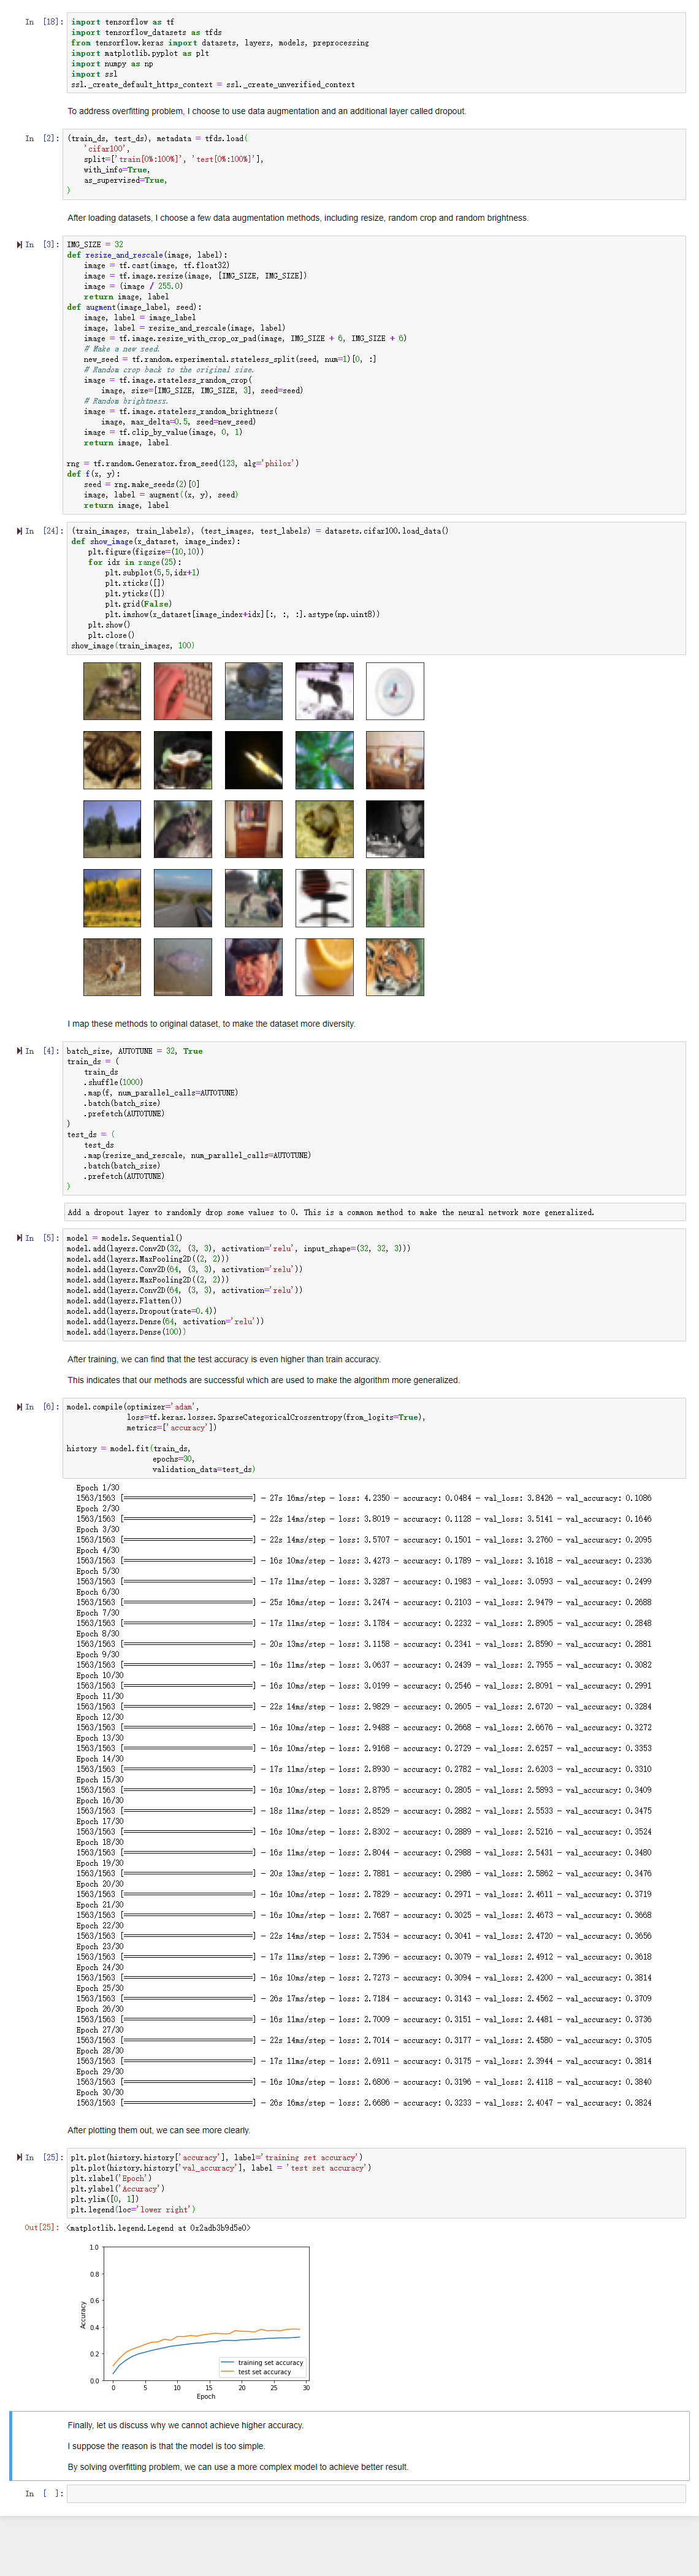 In [18]:
import tensorflow as tf
import tensorflow_datasets as tfds
from tensorflow.keras import datasets, layers, models, preprocessing
import matplotlib.pyplot as plt
import numpy as np
import ssl
ssl._create_default_https_context = ssl._create_unverified_context
To address overfitting problem, I choose to use data augmentation and an additional layer called dropout.
In [2]:
(train_ds, test_ds), metadata = tfds.load(
    'cifar100',
    split=['train[0%:100%]', 'test[0%:100%]'],
    with_info=True,
    as_supervised=True,
)
After loading datasets, I choose a few data augmentation methods, including resize, random crop and random brightness.
In [3]:
IMG_SIZE = 32
def resize_and_rescale(image, label):
    image = tf.cast(image, tf.float32)
    image = tf.image.resize(image, [IMG_SIZE, IMG_SIZE])
    image = (image / 255.0)
    return image, label
def augment(image_label, seed):
    image, label = image_label
    image, label = resize_and_rescale(image, label)
    image = tf.image.resize_with_crop_or_pad(image, IMG_SIZE + 6, IMG_SIZE + 6)
    # Make a new seed.
    new_seed = tf.random.experimental.stateless_split(seed, num=1)[0, :]
    # Random crop back to the original size.
    image = tf.image.stateless_random_crop(
        image, size=[IMG_SIZE, IMG_SIZE, 3], seed=seed)
    # Random brightness.
    image = tf.image.stateless_random_brightness(
        image, max_delta=0.5, seed=new_seed)
    image = tf.clip_by_value(image, 0, 1)
    return image, label
rng = tf.random.Generator.from_seed(123, alg='philox')
def f(x, y):
    seed = rng.make_seeds(2)[0]
    image, label = augment((x, y), seed)
    return image, label
In [24]:
(train_images, train_labels), (test_images, test_labels) = datasets.cifar100.load_data()
def show_image(x_dataset, image_index):
    plt.figure(figsize=(10,10))
    for idx in range(25):
        plt.subplot(5,5,idx+1)
        plt.xticks([])
        plt.yticks([])
        plt.grid(False)
        plt.imshow(x_dataset[image_index+idx][:, :, :].astype(np.uint8))
    plt.show()
    plt.close()
show_image(train_images, 100)
I map these methods to original dataset, to make the dataset more diversity.
In [4]:
batch_size, AUTOTUNE = 32, True
train_ds = (
    train_ds
    .shuffle(1000)
    .map(f, num_parallel_calls=AUTOTUNE)
    .batch(batch_size)
    .prefetch(AUTOTUNE)
)
test_ds = (
    test_ds
    .map(resize_and_rescale, num_parallel_calls=AUTOTUNE)
    .batch(batch_size)
    .prefetch(AUTOTUNE)
)
Add a dropout layer to randomly drop some values to 0. This is a common method to make the neural network more generalized.
In [5]:
model = models.Sequential()
model.add(layers.Conv2D(32, (3, 3), activation='relu', input_shape=(32, 32, 3)))
model.add(layers.MaxPooling2D((2, 2)))
model.add(layers.Conv2D(64, (3, 3), activation='relu'))
model.add(layers.MaxPooling2D((2, 2)))
model.add(layers.Conv2D(64, (3, 3), activation='relu'))
model.add(layers.Flatten())
model.add(layers.Dropout(rate=0.4))
model.add(layers.Dense(64, activation='relu'))
model.add(layers.Dense(100))
After training, we can find that the test accuracy is even higher than train accuracy.
This indicates that our methods are successful which are used to make the algorithm more generalized.
In [6]:
model.compile(optimizer='adam',
              loss=tf.keras.losses.SparseCategoricalCrossentropy(from_logits=True),
              metrics=['accuracy'])
history = model.fit(train_ds,
                    epochs=30,
                    validation_data=test_ds)
Epoch 1/30
1563/1563 [==============================] - 27s 16ms/step - loss: 4.2350 - accuracy: 0.0484 - val_loss: 3.8426 - val_accuracy: 0.1086
Epoch 2/30
1563/1563 [==============================] - 22s 14ms/step - loss: 3.8019 - accuracy: 0.1128 - val_loss: 3.5141 - val_accuracy: 0.1646
Epoch 3/30
1563/1563 [==============================] - 22s 14ms/step - loss: 3.5707 - accuracy: 0.1501 - val_loss: 3.2760 - val_accuracy: 0.2095
Epoch 4/30
1563/1563 [==============================] - 16s 10ms/step - loss: 3.4273 - accuracy: 0.1789 - val_loss: 3.1618 - val_accuracy: 0.2336
Epoch 5/30
1563/1563 [==============================] - 17s 11ms/step - loss: 3.3287 - accuracy: 0.1983 - val_loss: 3.0593 - val_accuracy: 0.2499
Epoch 6/30
1563/1563 [==============================] - 25s 16ms/step - loss: 3.2474 - accuracy: 0.2103 - val_loss: 2.9479 - val_accuracy: 0.2688
Epoch 7/30
1563/1563 [==============================] - 17s 11ms/step - loss: 3.1784 - accuracy: 0.2232 - val_loss: 2.8905 - val_accuracy: 0.2848
Epoch 8/30
1563/1563 [==============================] - 20s 13ms/step - loss: 3.1158 - accuracy: 0.2341 - val_loss: 2.8590 - val_accuracy: 0.2881
Epoch 9/30
1563/1563 [==============================] - 16s 11ms/step - loss: 3.0637 - accuracy: 0.2439 - val_loss: 2.7955 - val_accuracy: 0.3082
Epoch 10/30
1563/1563 [==============================] - 16s 10ms/step - loss: 3.0199 - accuracy: 0.2546 - val_loss: 2.8091 - val_accuracy: 0.2991
Epoch 11/30
1563/1563 [==============================] - 22s 14ms/step - loss: 2.9829 - accuracy: 0.2605 - val_loss: 2.6720 - val_accuracy: 0.3284
Epoch 12/30
1563/1563 [==============================] - 16s 10ms/step - loss: 2.9488 - accuracy: 0.2668 - val_loss: 2.6676 - val_accuracy: 0.3272
Epoch 13/30
1563/1563 [==============================] - 16s 10ms/step - loss: 2.9168 - accuracy: 0.2729 - val_loss: 2.6257 - val_accuracy: 0.3353
Epoch 14/30
1563/1563 [==============================] - 17s 11ms/step - loss: 2.8930 - accuracy: 0.2782 - val_loss: 2.6203 - val_accuracy: 0.3310
Epoch 15/30
1563/1563 [==============================] - 16s 10ms/step - loss: 2.8795 - accuracy: 0.2805 - val_loss: 2.5893 - val_accuracy: 0.3409
Epoch 16/30
1563/1563 [==============================] - 18s 11ms/step - loss: 2.8529 - accuracy: 0.2882 - val_loss: 2.5533 - val_accuracy: 0.3475
Epoch 17/30
1563/1563 [==============================] - 16s 10ms/step - loss: 2.8302 - accuracy: 0.2889 - val_loss: 2.5216 - val_accuracy: 0.3524
Epoch 18/30
1563/1563 [==============================] - 16s 11ms/step - loss: 2.8044 - accuracy: 0.2988 - val_loss: 2.5431 - val_accuracy: 0.3480
Epoch 19/30
1563/1563 [==============================] - 20s 13ms/step - loss: 2.7881 - accuracy: 0.2986 - val_loss: 2.5862 - val_accuracy: 0.3476
Epoch 20/30
1563/1563 [==============================] - 16s 10ms/step - loss: 2.7829 - accuracy: 0.2971 - val_loss: 2.4611 - val_accuracy: 0.3719
Epoch 21/30
1563/1563 [==============================] - 16s 10ms/step - loss: 2.7687 - accuracy: 0.3025 - val_loss: 2.4673 - val_accuracy: 0.3668
Epoch 22/30
1563/1563 [==============================] - 22s 14ms/step - loss: 2.7534 - accuracy: 0.3041 - val_loss: 2.4720 - val_accuracy: 0.3656
Epoch 23/30
1563/1563 [==============================] - 17s 11ms/step - loss: 2.7396 - accuracy: 0.3079 - val_loss: 2.4912 - val_accuracy: 0.3618
Epoch 24/30
1563/1563 [==============================] - 16s 10ms/step - loss: 2.7273 - accuracy: 0.3094 - val_loss: 2.4200 - val_accuracy: 0.3814
Epoch 25/30
1563/1563 [==============================] - 26s 17ms/step - loss: 2.7184 - accuracy: 0.3143 - val_loss: 2.4562 - val_accuracy: 0.3709
Epoch 26/30
1563/1563 [==============================] - 16s 11ms/step - loss: 2.7009 - accuracy: 0.3151 - val_loss: 2.4481 - val_accuracy: 0.3736
Epoch 27/30
1563/1563 [==============================] - 22s 14ms/step - loss: 2.7014 - accuracy: 0.3177 - val_loss: 2.4580 - val_accuracy: 0.3705
Epoch 28/30
1563/1563 [==============================] - 17s 11ms/step - loss: 2.6911 - accuracy: 0.3175 - val_loss: 2.3944 - val_accuracy: 0.3814
Epoch 29/30
1563/1563 [==============================] - 16s 10ms/step - loss: 2.6806 - accuracy: 0.3196 - val_loss: 2.4118 - val_accuracy: 0.3840
Epoch 30/30
1563/1563 [==============================] - 26s 16ms/step - loss: 2.6686 - accuracy: 0.3233 - val_loss: 2.4047 - val_accuracy: 0.3824
After plotting them out, we can see more clearly.
In [25]:
plt.plot(history.history['accuracy'], label='training set accuracy')
plt.plot(history.history['val_accuracy'], label = 'test set accuracy')
plt.xlabel('Epoch')
plt.ylabel('Accuracy')
plt.ylim([0, 1])
plt.legend(loc='lower right')
Out[25]: <matplotlib.legend.Legend at 0x2adb3b9d5e0>
1.0
0.8
0.6
0.4
0.2
0.0
Accuracy
training set accuracy
test set accuracy
0 5 10 15 20 25 30
Epoch
Finally, let us discuss why we cannot achieve higher accuracy.
I suppose the reason is that the model is too simple.
By solving overfitting problem, we can use a more complex model to achieve better result.
In [ ]: